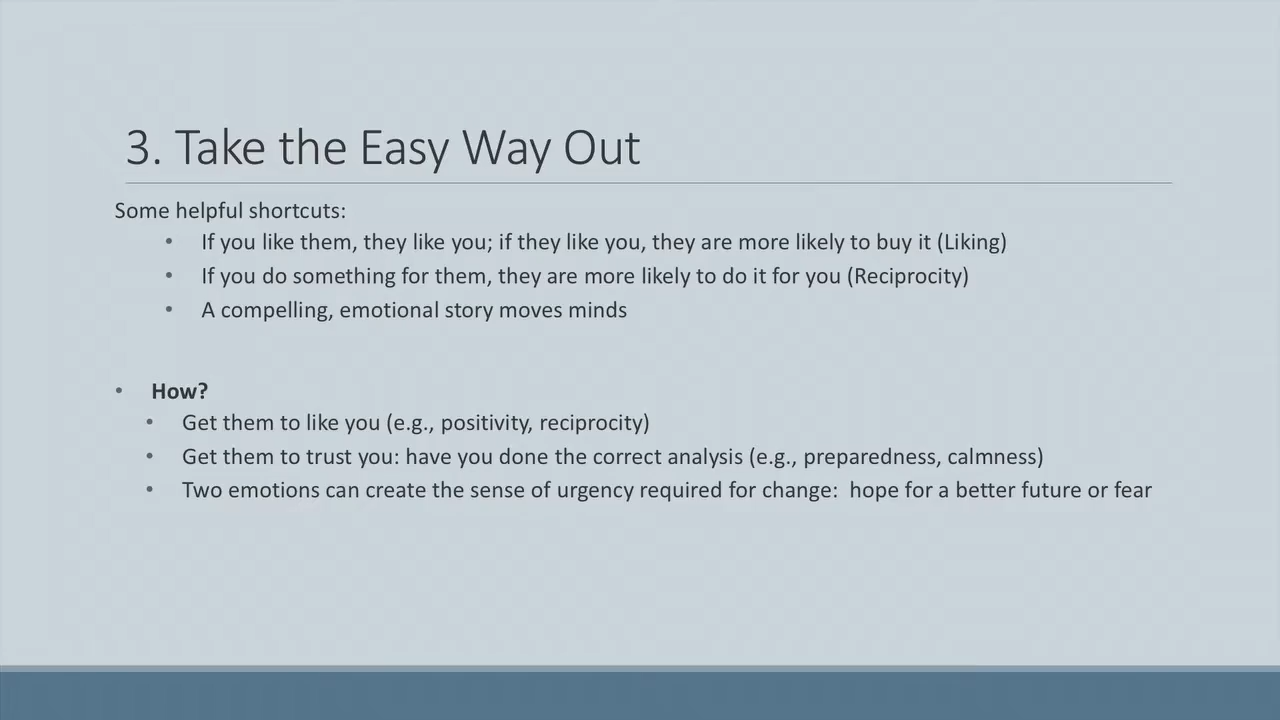 3. Take the Easy Way Out
Some helpful shortcuts:
• If you like them, they like you; if they like you, they are more likely to buy it (Liking)
• If you do something for them, they are more likely to do it for you (Reciprocity)
• A compelling, emotional story moves minds
• How?
• Get them to like you (e.g., positivity, reciprocity)
• Get them to trust you: have you done the correct analysis (e.g., preparedness, calmness)
• Two emotions can create the sense of urgency required for change:  hope for a better future or fear